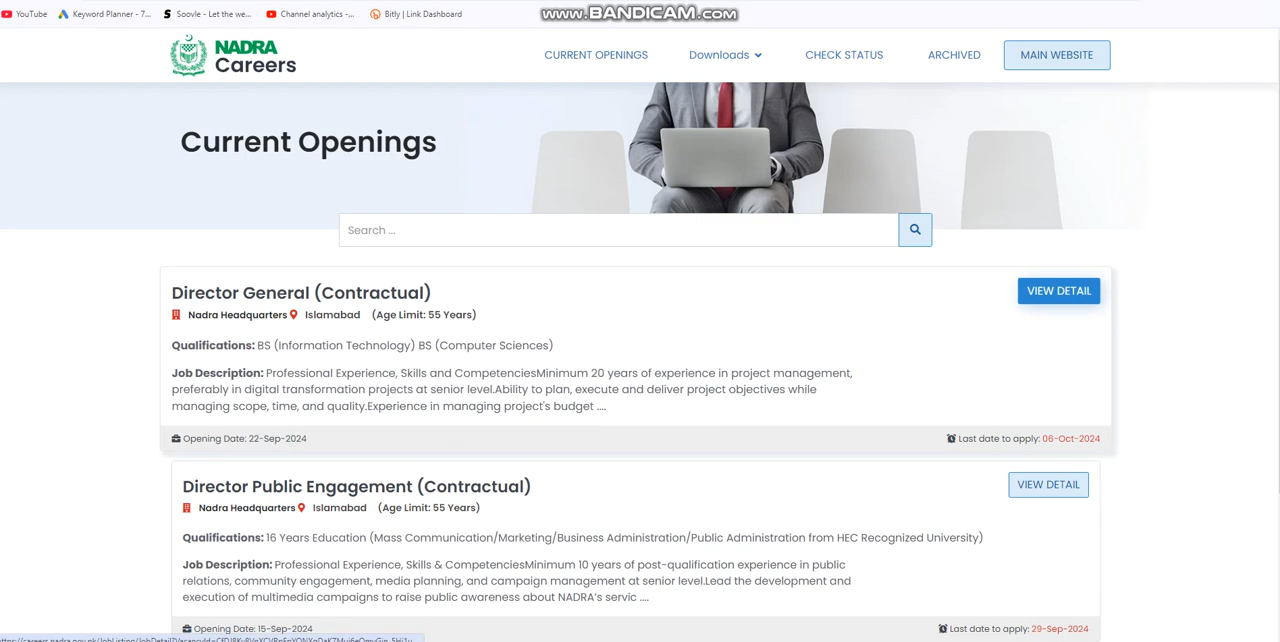 YouTube Keyword Planner - 7... Soovle - Let the we... Channel analytics -... Bitly | Link Dashboard
www.BANDICAM.com
NADRA
Careers
CURRENT OPENINGS Downloads CHECK STATUS ARCHIVED MAIN WEBSITE
Current Openings
Search ...
Director General (Contractual)
VIEW DETAIL
Nadra Headquarters Islamabad (Age Limit: 55 Years)
Qualifications: BS (Information Technology) BS (Computer Sciences)
Job Description: Professional Experience, Skills and CompetenciesMinimum 20 years of experience in project management,
preferably in digital transformation projects at senior level.Ability to plan, execute and deliver project objectives while
managing scope, time, and quality.Experience in managing project's budget ....
Opening Date: 22-Sep-2024 Last date to apply: 06-Oct-2024
Director Public Engagement (Contractual)
VIEW DETAIL
Nadra Headquarters Islamabad (Age Limit: 55 Years)
Qualifications: 16 Years Education (Mass Communication/Marketing/Business Administration/Public Administration from HEC Recognized University)
Job Description: Professional Experience, Skills & CompetenciesMinimum 10 years of post-qualification experience in public
relations, community engagement, media planning, and campaign management at senior level.Lead the development and
execution of multimedia campaigns to raise public awareness about NADRA's servic ....
Opening Date: 15-Sep-2024 Last date to apply: 29-Sep-2024